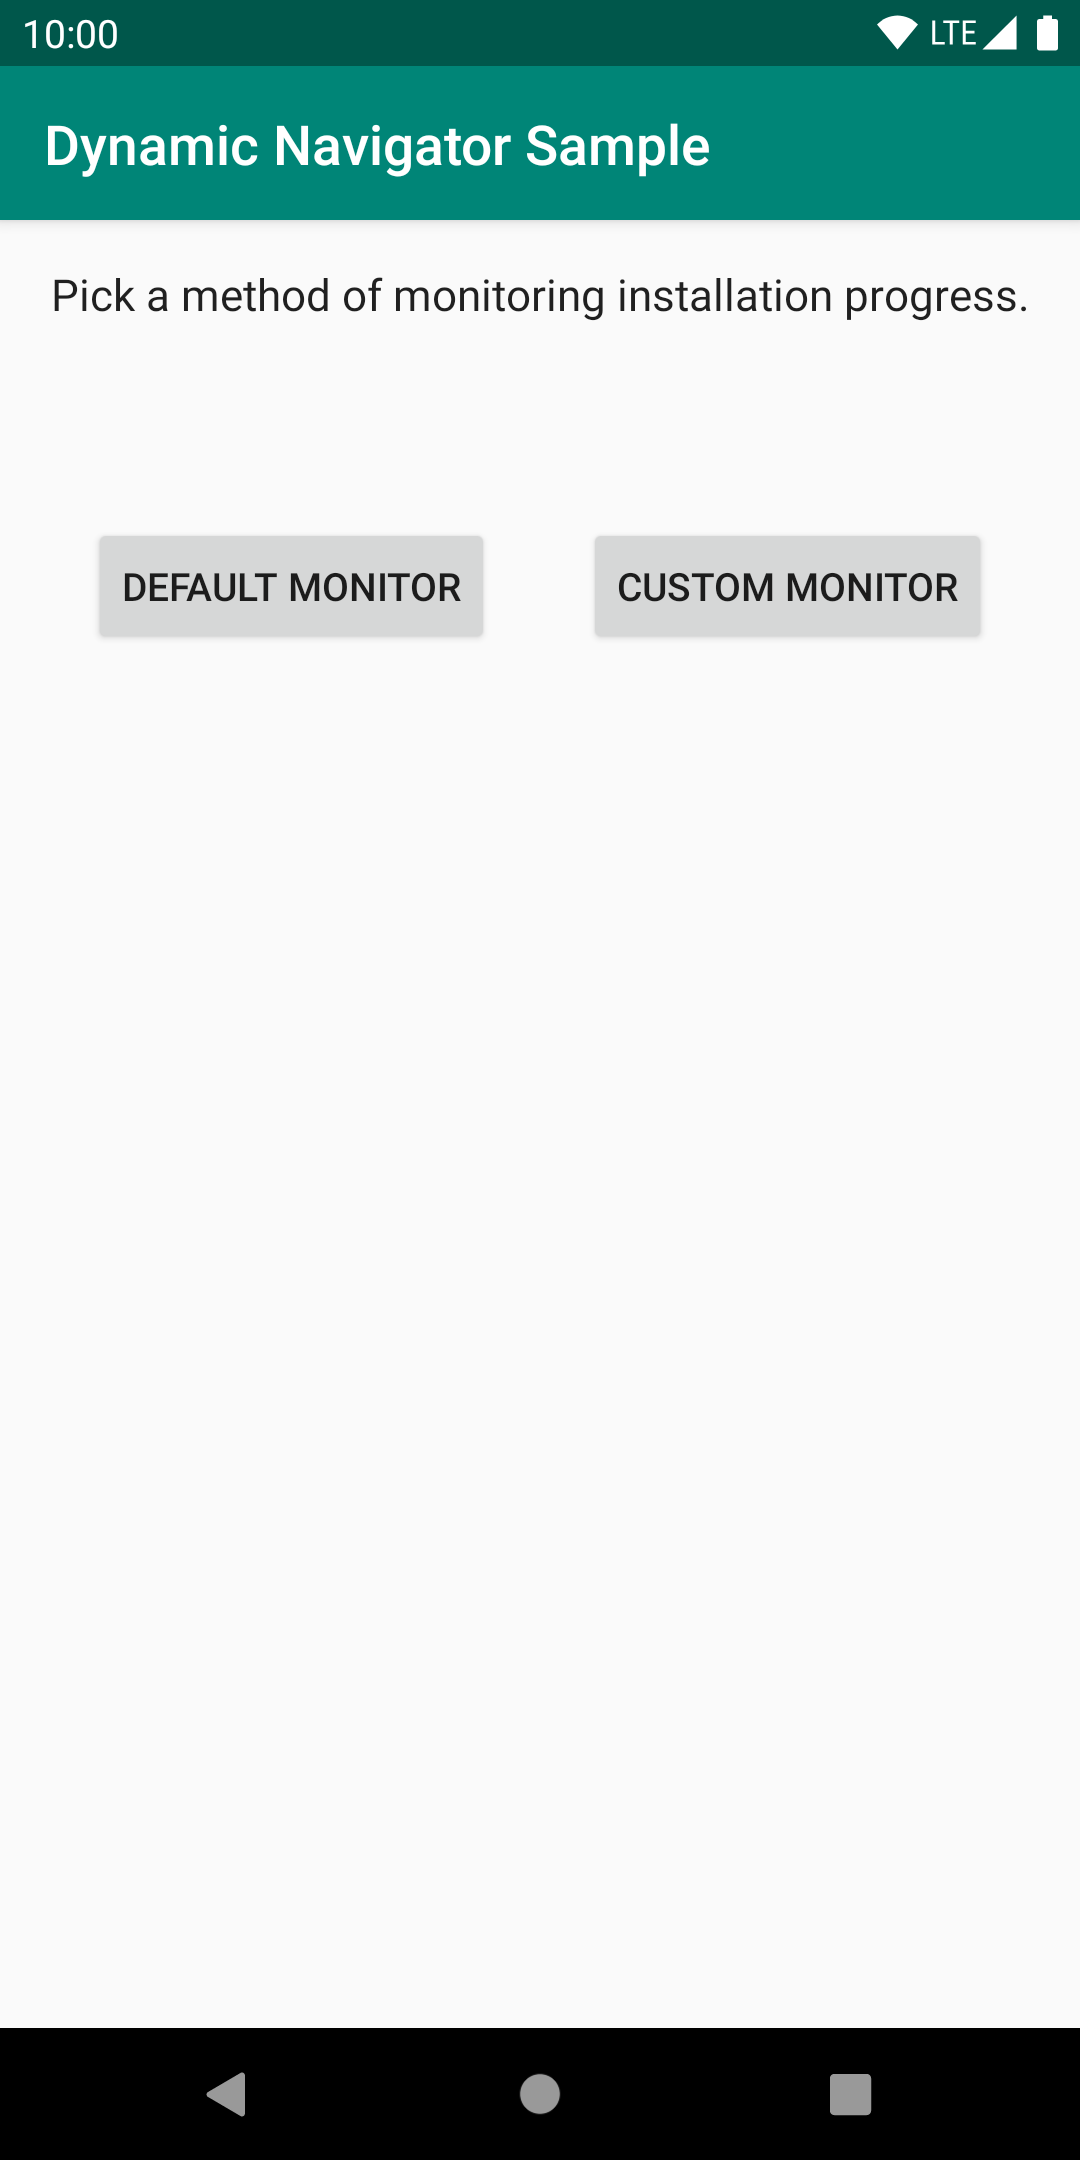 10:00 LTE
Dynamic Navigator Sample
Pick a method of monitoring installation progress.
DEFAULT MONITOR CUSTOM MONITOR